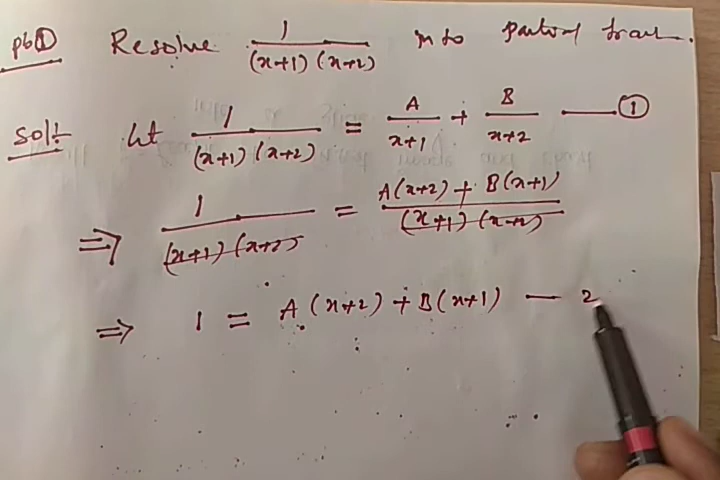 pb① Resolve 1/((x+1)(x+2)) into partial frac.
Sol:- Let 1/((x+1)(x+2)) = A/(x+1) + B/(x+2) — ①
⇒ 1/((x+1)(x+2)) = (A(x+2) + B(x+1))/((x+1)(x+2))
⇒ 1 = A(x+2) + B(x+1) — 2